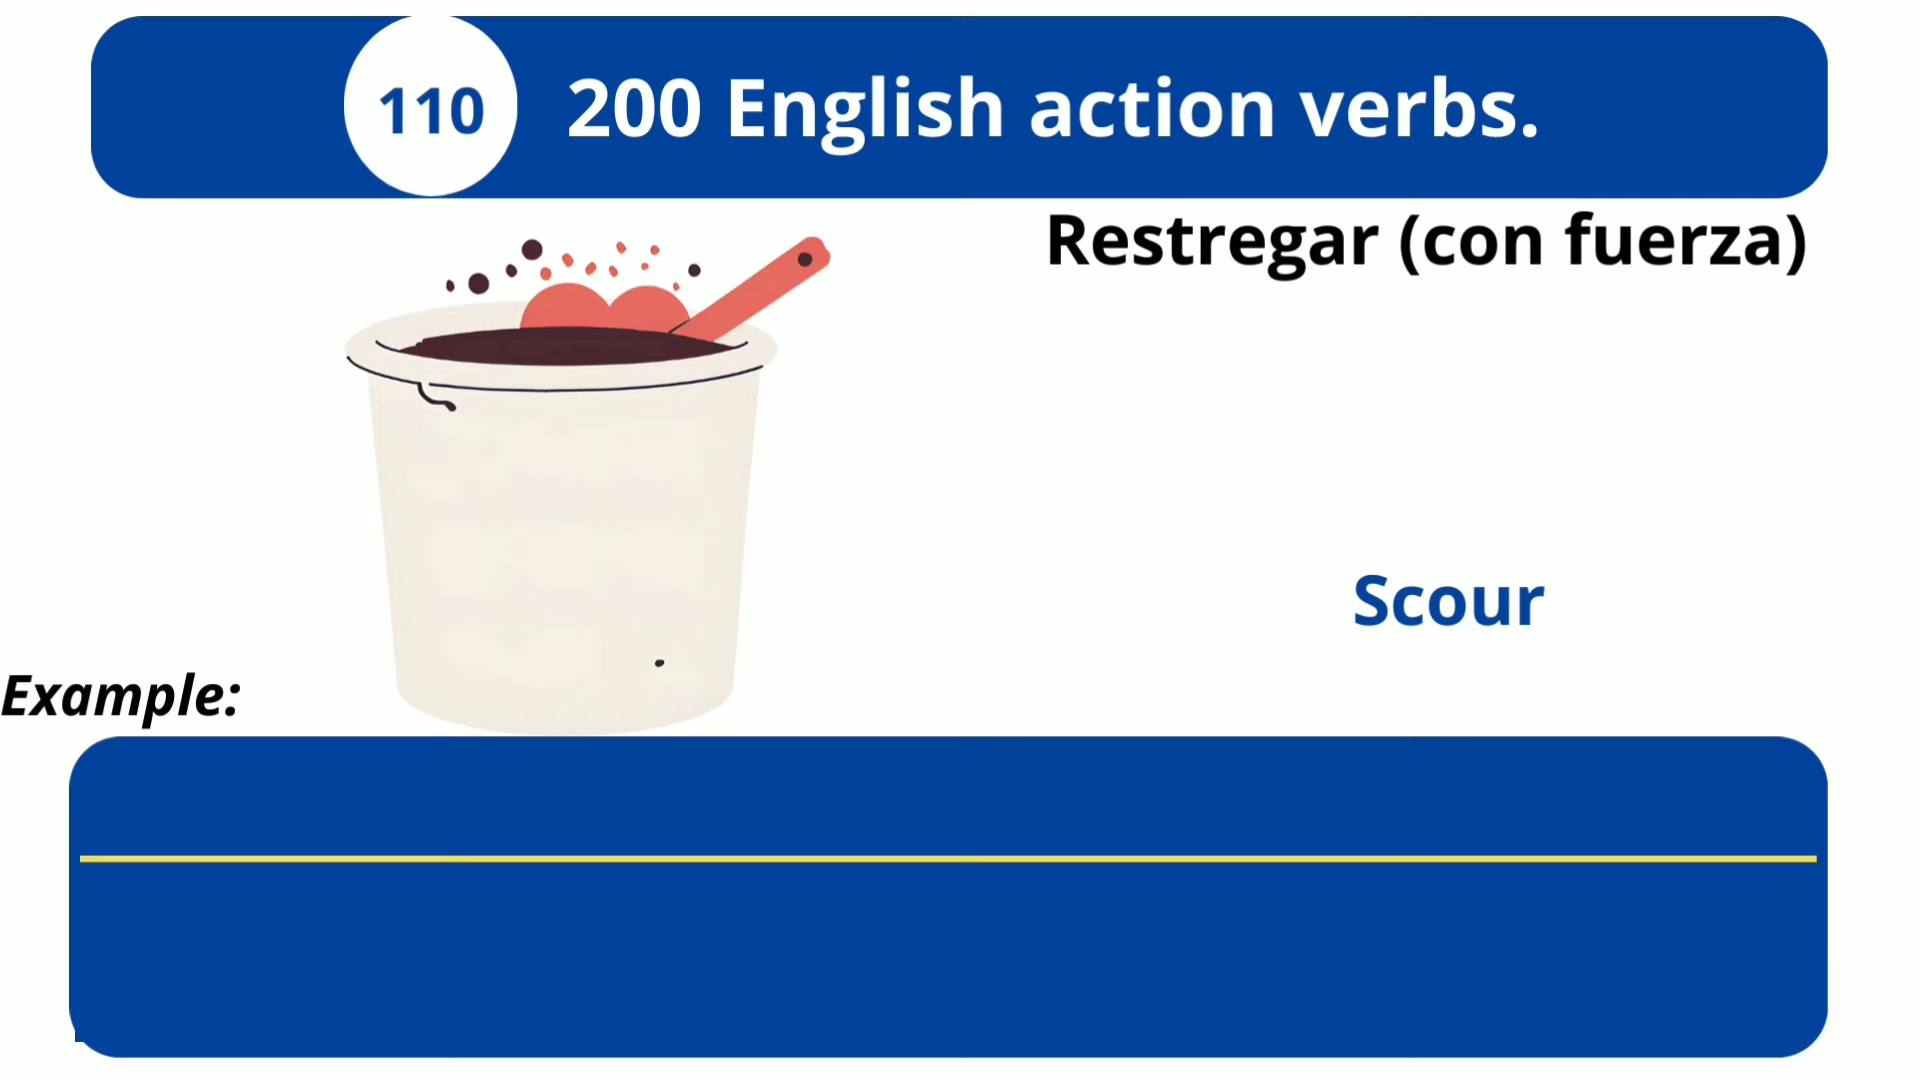 110
200 English action verbs.
Restregar (con fuerza)
Scour
Example: